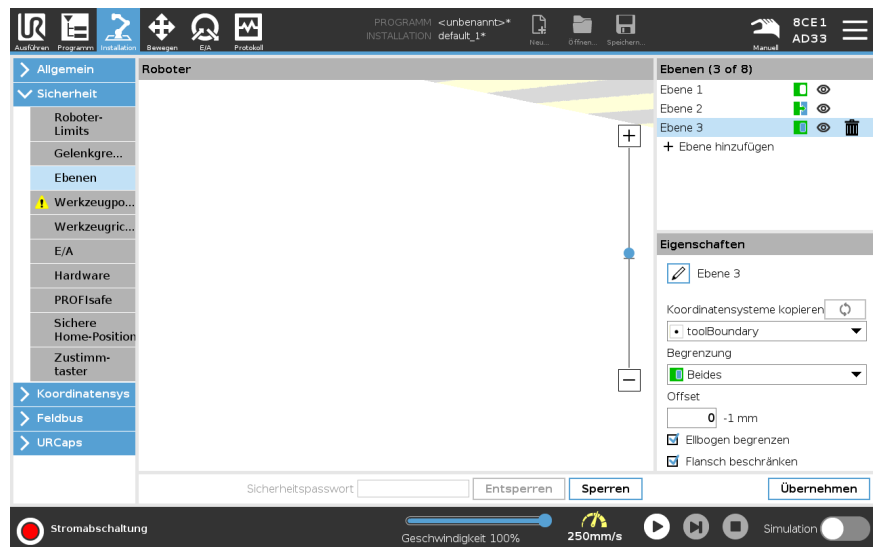 PROGRAMM <unbenannt>*
INSTALLATION default_1*
Ausführen Programm Installation Bewegen E/A Protokoll
Neu... Öffnen... Speichern...
Manuell
8CE1
AD33
Allgemein
Sicherheit
Roboter-
Limits
Gelenkgre...
Ebenen
Werkzeugpo...
Werkzeugric...
E/A
Hardware
PROFIsafe
Sichere
Home-Position
Zustimm-
taster
Koordinatensys
Feldbus
URCaps
Roboter
Ebenen (3 of 8)
Ebene 1
Ebene 2
Ebene 3
+ Ebene hinzufügen
Eigenschaften
Ebene 3
Koordinatensysteme kopieren
toolBoundary
Begrenzung
Beides
Offset
0 -1 mm
Ellbogen begrenzen
Flansch beschränken
Sicherheitspasswort Entsperren Sperren Übernehmen
Stromabschaltung
Geschwindigkeit 100%
250mm/s
Simulation